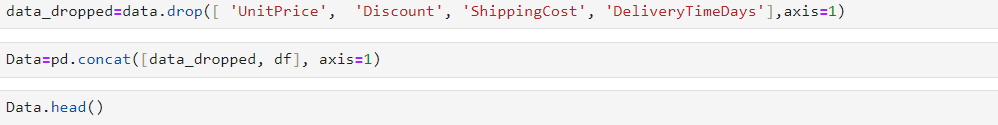 data_dropped=data.drop([ 'UnitPrice',  'Discount', 'ShippingCost', 'DeliveryTimeDays'],axis=1)
Data=pd.concat([data_dropped, df], axis=1)
Data.head()